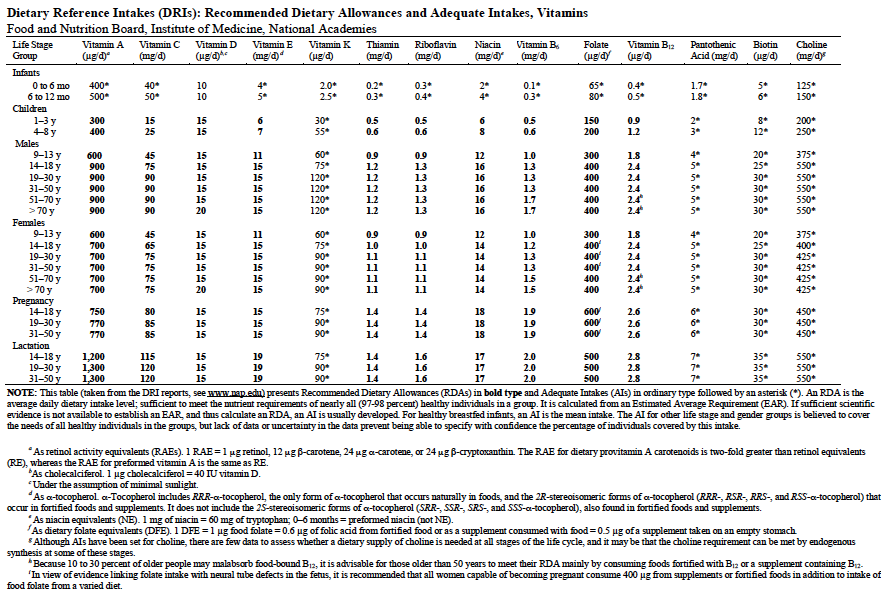 Dietary Reference Intakes (DRIs): Recommended Dietary Allowances and Adequate Intakes, Vitamins
Food and Nutrition Board, Institute of Medicine, National Academies
Life Stage Vitamin A Vitamin C Vitamin D Vitamin E Vitamin K Thiamin Riboflavin Niacin Vitamin B6 Folate Vitamin B12 Pantothenic Biotin Choline
Group (µg/d)a (mg/d) (µg/d)b,c (mg/d)d (µg/d) (mg/d) (mg/d) (mg/d)e (mg/d) (µg/d)f (µg/d) Acid (mg/d) (µg/d) (mg/d)g
Infants
0 to 6 mo 400* 40* 10 4* 2.0* 0.2* 0.3* 2* 0.1* 65* 0.4* 1.7* 5* 125*
6 to 12 mo 500* 50* 10 5* 2.5* 0.3* 0.4* 4* 0.3* 80* 0.5* 1.8* 6* 150*
Children
1–3 y 300 15 15 6 30* 0.5 0.5 6 0.5 150 0.9 2* 8* 200*
4–8 y 400 25 15 7 55* 0.6 0.6 8 0.6 200 1.2 3* 12* 250*
Males
9–13 y 600 45 15 11 60* 0.9 0.9 12 1.0 300 1.8 4* 20* 375*
14–18 y 900 75 15 15 75* 1.2 1.3 16 1.3 400 2.4 5* 25* 550*
19–30 y 900 90 15 15 120* 1.2 1.3 16 1.3 400 2.4 5* 30* 550*
31–50 y 900 90 15 15 120* 1.2 1.3 16 1.3 400 2.4 5* 30* 550*
51–70 y 900 90 15 15 120* 1.2 1.3 16 1.7 400 2.4h 5* 30* 550*
> 70 y 900 90 20 15 120* 1.2 1.3 16 1.7 400 2.4h 5* 30* 550*
Females
9–13 y 600 45 15 11 60* 0.9 0.9 12 1.0 300 1.8 4* 20* 375*
14–18 y 700 65 15 15 75* 1.0 1.0 14 1.2 400i 2.4 5* 25* 400*
19–30 y 700 75 15 15 90* 1.1 1.1 14 1.3 400i 2.4 5* 30* 425*
31–50 y 700 75 15 15 90* 1.1 1.1 14 1.3 400i 2.4 5* 30* 425*
51–70 y 700 75 15 15 90* 1.1 1.1 14 1.5 400 2.4h 5* 30* 425*
> 70 y 700 75 20 15 90* 1.1 1.1 14 1.5 400 2.4h 5* 30* 425*
Pregnancy
14–18 y 750 80 15 15 75* 1.4 1.4 18 1.9 600j 2.6 6* 30* 450*
19–30 y 770 85 15 15 90* 1.4 1.4 18 1.9 600j 2.6 6* 30* 450*
31–50 y 770 85 15 15 90* 1.4 1.4 18 1.9 600j 2.6 6* 30* 450*
Lactation
14–18 y 1,200 115 15 19 75* 1.4 1.6 17 2.0 500 2.8 7* 35* 550*
19–30 y 1,300 120 15 19 90* 1.4 1.6 17 2.0 500 2.8 7* 35* 550*
31–50 y 1,300 120 15 19 90* 1.4 1.6 17 2.0 500 2.8 7* 35* 550*
NOTE: This table (taken from the DRI reports, see www.nap.edu) presents Recommended Dietary Allowances (RDAs) in bold type and Adequate Intakes (AIs) in ordinary type followed by an asterisk (*). An RDA is the
average daily dietary intake level; sufficient to meet the nutrient requirements of nearly all (97-98 percent) healthy individuals in a group. It is calculated from an Estimated Average Requirement (EAR). If sufficient scientific
evidence is not available to establish an EAR, and thus calculate an RDA, an AI is usually developed. For healthy breastfed infants, an AI is the mean intake. The AI for other life stage and gender groups is believed to cover
the needs of all healthy individuals in the groups, but lack of data or uncertainty in the data prevent being able to specify with confidence the percentage of individuals covered by this intake.
a As retinol activity equivalents (RAEs). 1 RAE = 1 µg retinol, 12 µg β-carotene, 24 µg α-carotene, or 24 µg β-cryptoxanthin. The RAE for dietary provitamin A carotenoids is two-fold greater than retinol equivalents
(RE), whereas the RAE for preformed vitamin A is the same as RE.
b As cholecalciferol. 1 µg cholecalciferol = 40 IU vitamin D.
c Under the assumption of minimal sunlight.
d As α-tocopherol. α-Tocopherol includes RRR-α-tocopherol, the only form of α-tocopherol that occurs naturally in foods, and the 2R-stereoisomeric forms of α-tocopherol (RRR-, RSR-, RRS-, and RSS-α-tocopherol) that
occur in fortified foods and supplements. It does not include the 2S-stereoisomeric forms of α-tocopherol (SRR-, SSR-, SRS-, and SSS-α-tocopherol), also found in fortified foods and supplements.
e As niacin equivalents (NE). 1 mg of niacin = 60 mg of tryptophan; 0–6 months = preformed niacin (not NE).
f As dietary folate equivalents (DFE). 1 DFE = 1 µg food folate = 0.6 µg of folic acid from fortified food or as a supplement consumed with food = 0.5 µg of a supplement taken on an empty stomach.
g Although AIs have been set for choline, there are few data to assess whether a dietary supply of choline is needed at all stages of the life cycle, and it may be that the choline requirement can be met by endogenous
synthesis at some of these stages.
h Because 10 to 30 percent of older people may malabsorb food-bound B12, it is advisable for those older than 50 years to meet their RDA mainly by consuming foods fortified with B12 or a supplement containing B12.
i In view of evidence linking folate intake with neural tube defects in the fetus, it is recommended that all women capable of becoming pregnant consume 400 µg from supplements or fortified foods in addition to intake of
food folate from a varied diet.